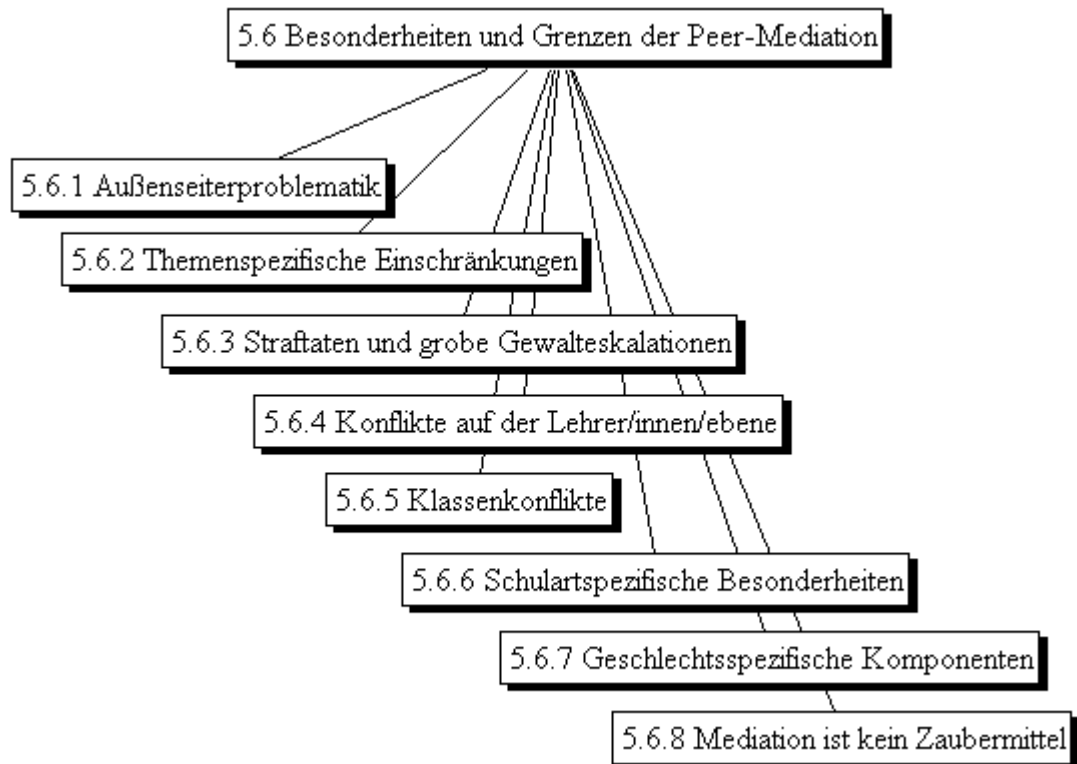 5.6 Besonderheiten und Grenzen der Peer-Mediation
5.6.1 Außenseiterproblematik
5.6.2 Themenspezifische Einschränkungen
5.6.3 Straftaten und grobe Gewalteskalationen
5.6.4 Konflikte auf der Lehrer/innen/ebene
5.6.5 Klassenkonflikte
5.6.6 Schulartspezifische Besonderheiten
5.6.7 Geschlechtsspezifische Komponenten
5.6.8 Mediation ist kein Zaubermittel